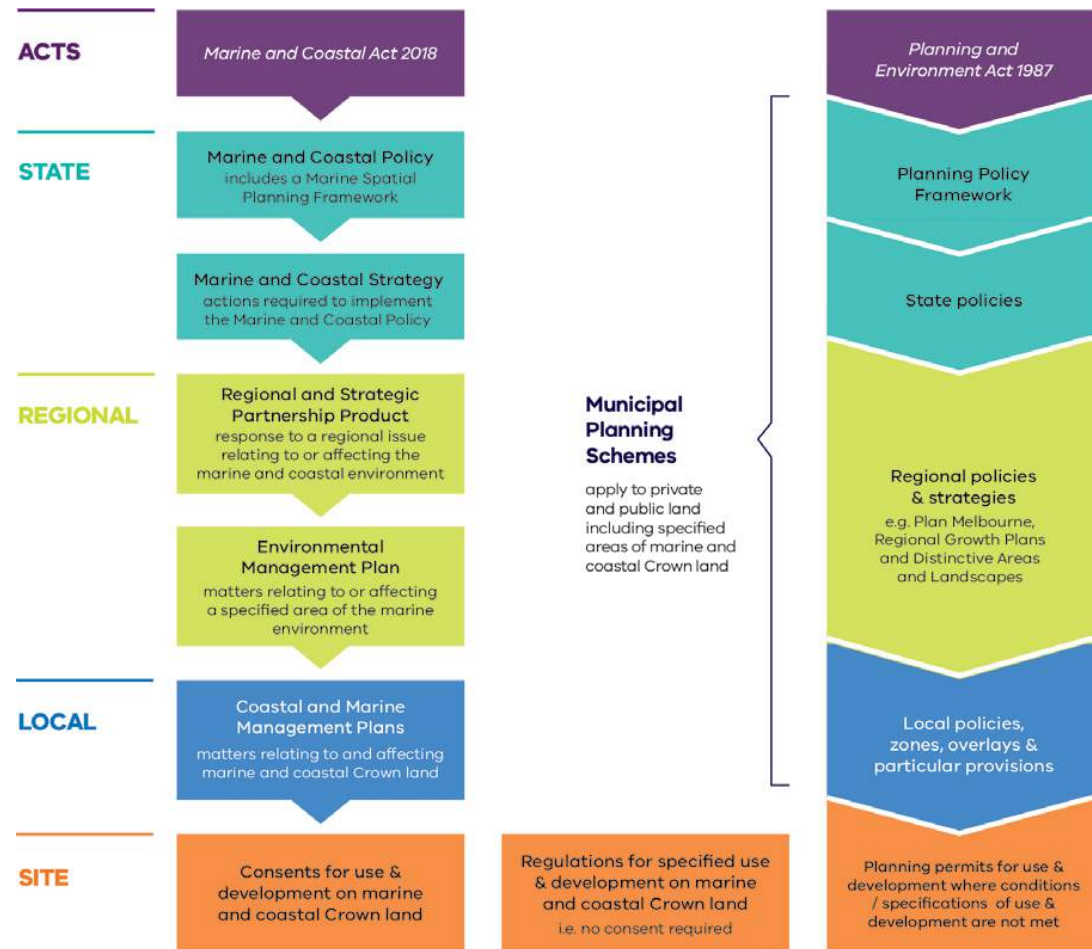 ACTS
Marine and Coastal Act 2018
Planning and
Environment Act 1987
STATE
Marine and Coastal Policy
includes a Marine Spatial
Planning Framework
Planning Policy
Framework
Marine and Coastal Strategy
actions required to implement
the Marine and Coastal Policy
State policies
REGIONAL
Regional and Strategic
Partnership Product
response to a regional issue
relating to or affecting the
marine and coastal environment
Environmental
Management Plan
matters relating to or affecting
a specified area of the marine
environment
Municipal
Planning
Schemes
apply to private
and public land
including specified
areas of marine and
coastal Crown land
Regional policies
& strategies
e.g. Plan Melbourne,
Regional Growth Plans
and Distinctive Areas
and Landscapes
LOCAL
Coastal and Marine
Management Plans
matters relating to and affecting
marine and coastal Crown land
Local policies,
zones, overlays &
particular provisions
SITE
Consents for use &
development on marine
and coastal Crown land
Regulations for specified use
& development on marine
and coastal Crown land
i.e. no consent required
Planning permits for use &
development where conditions
/ specifications of use &
development are not met